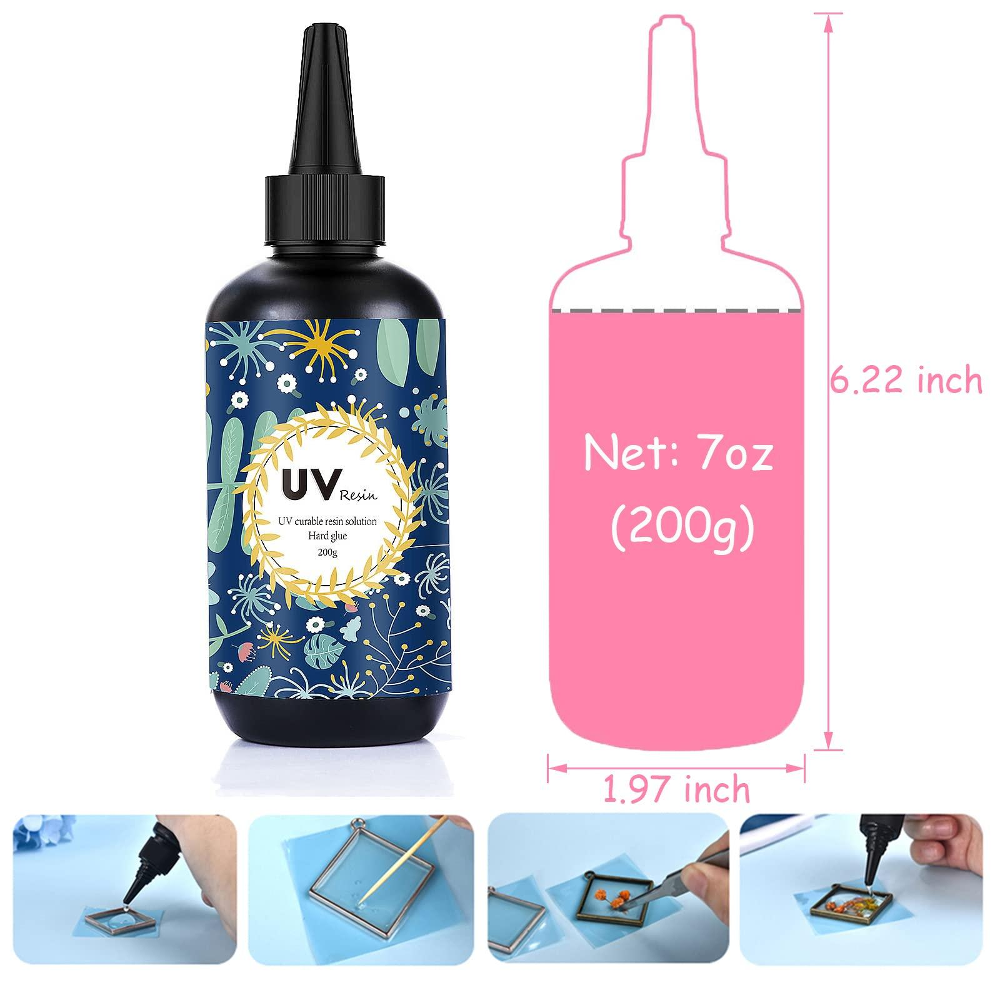 UV Resin
UV curable resin solution
Hard glue
200g
6.22 inch
Net: 7oz
(200g)
1.97 inch